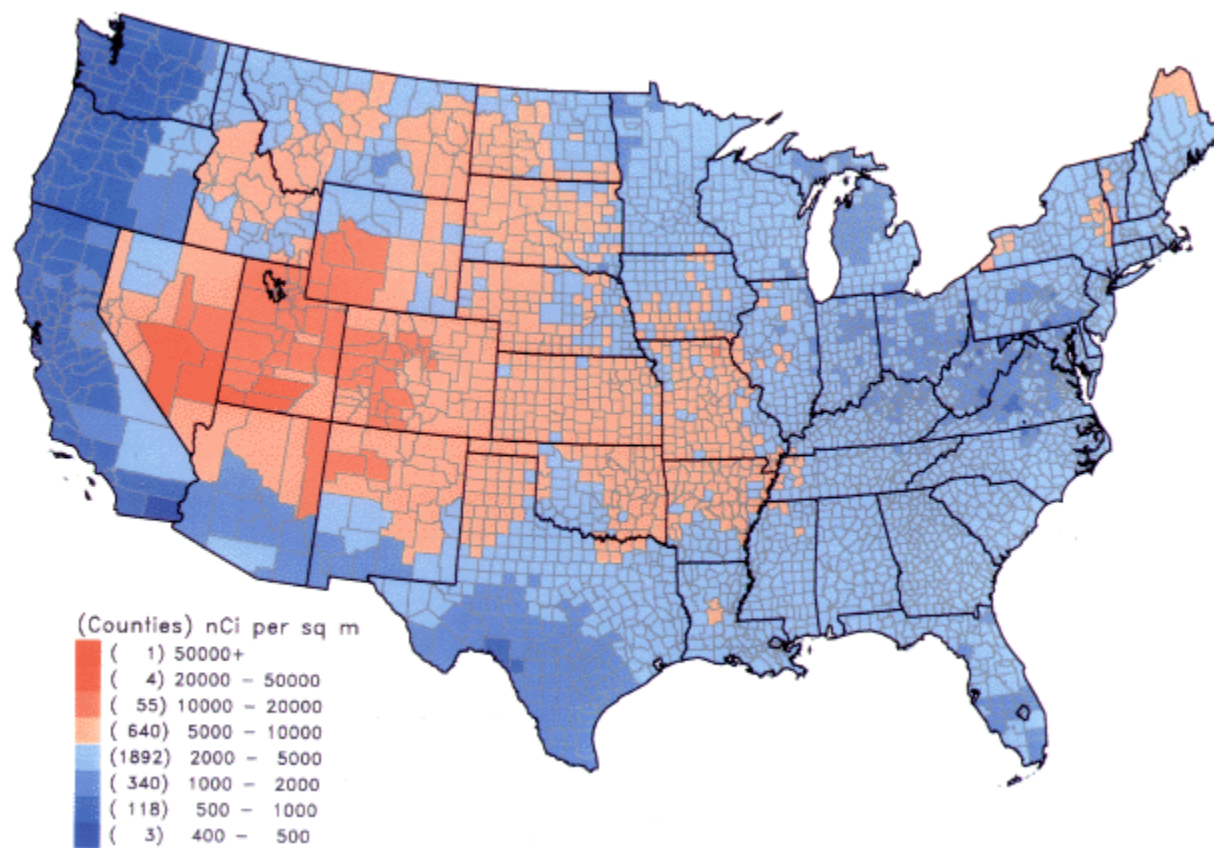 (Counties) nCi per sq m
( 1) 50000+
( 4) 20000 - 50000
( 55) 10000 - 20000
( 640) 5000 - 10000
(1892) 2000 - 5000
( 340) 1000 - 2000
( 118) 500 - 1000
( 3) 400 - 500